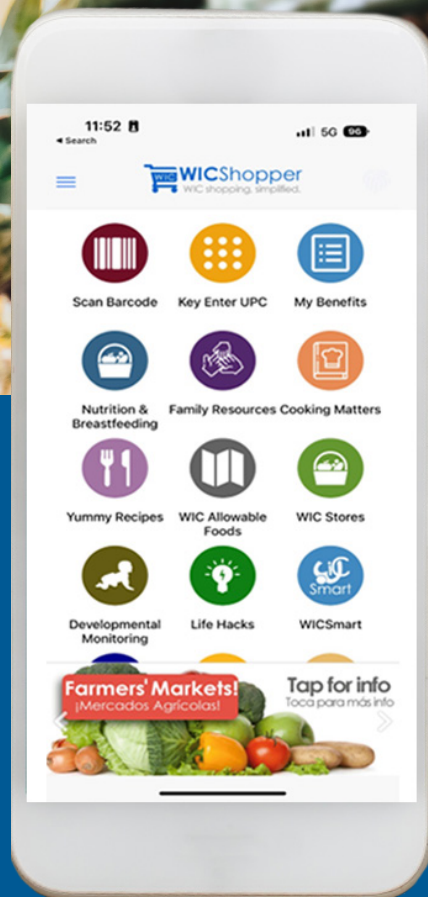 11:52
5G 96
◄ Search
WIC WICShopper
WIC shopping, simplified.
Scan Barcode
Key Enter UPC
My Benefits
Nutrition &
Breastfeeding
Family Resources
Cooking Matters
Yummy Recipes
WIC Allowable
Foods
WIC Stores
WIC
Smart
Developmental
Monitoring
Life Hacks
WICSmart
Farmers' Markets!
¡Mercados Agrícolas!
Tap for info
Toca para más info